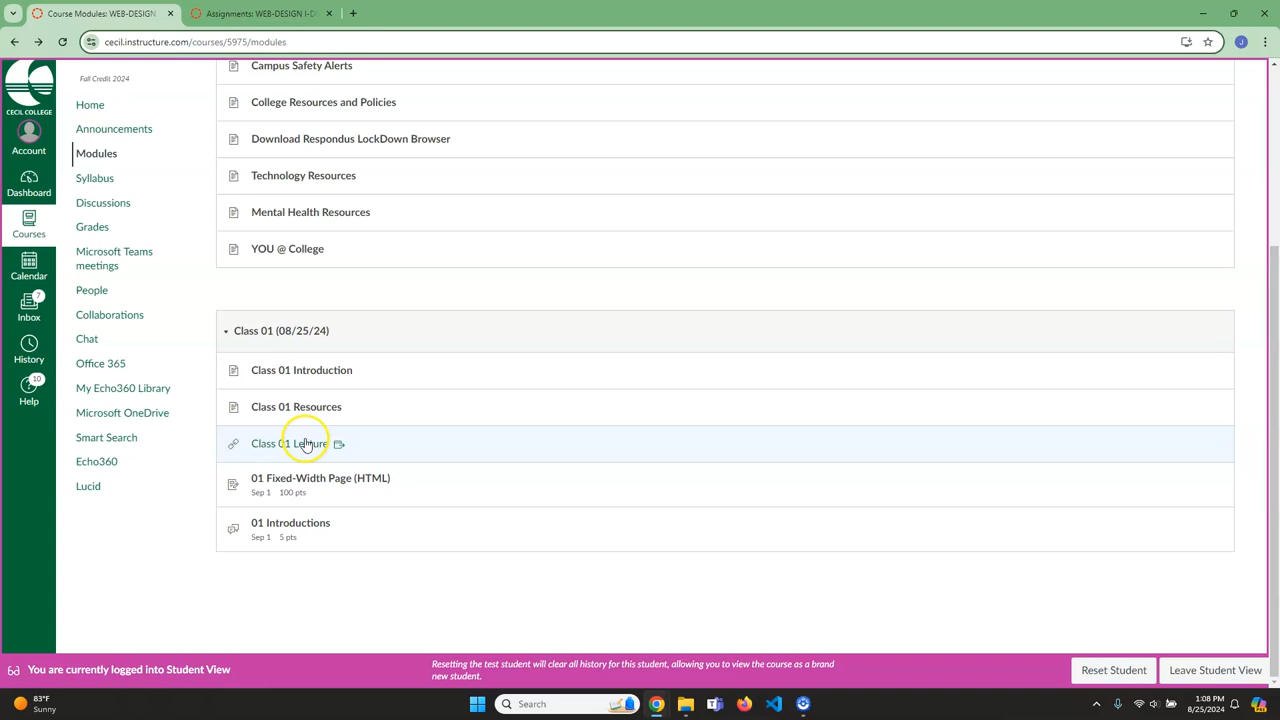 Course Modules: WEB-DESIGN
Assignments: WEB-DESIGN I-D
cecil.instructure.com/courses/5975/modules
CECIL COLLEGE
Account
Dashboard
Courses
Calendar
7
Inbox
History
10
Help
Fall Credit 2024
Home
Announcements
Modules
Syllabus
Discussions
Grades
Microsoft Teams
meetings
People
Collaborations
Chat
Office 365
My Echo360 Library
Microsoft OneDrive
Smart Search
Echo360
Lucid
Campus Safety Alerts
College Resources and Policies
Download Respondus LockDown Browser
Technology Resources
Mental Health Resources
YOU @ College
Class 01 (08/25/24)
Class 01 Introduction
Class 01 Resources
Class 01 Lecture
01 Fixed-Width Page (HTML)
Sep 1 100 pts
01 Introductions
Sep 1 5 pts
You are currently logged into Student View
Resetting the test student will clear all history for this student, allowing you to view the course as a brand
new student.
Reset Student
Leave Student View
83°F
Sunny
Search
1:08 PM
8/25/2024